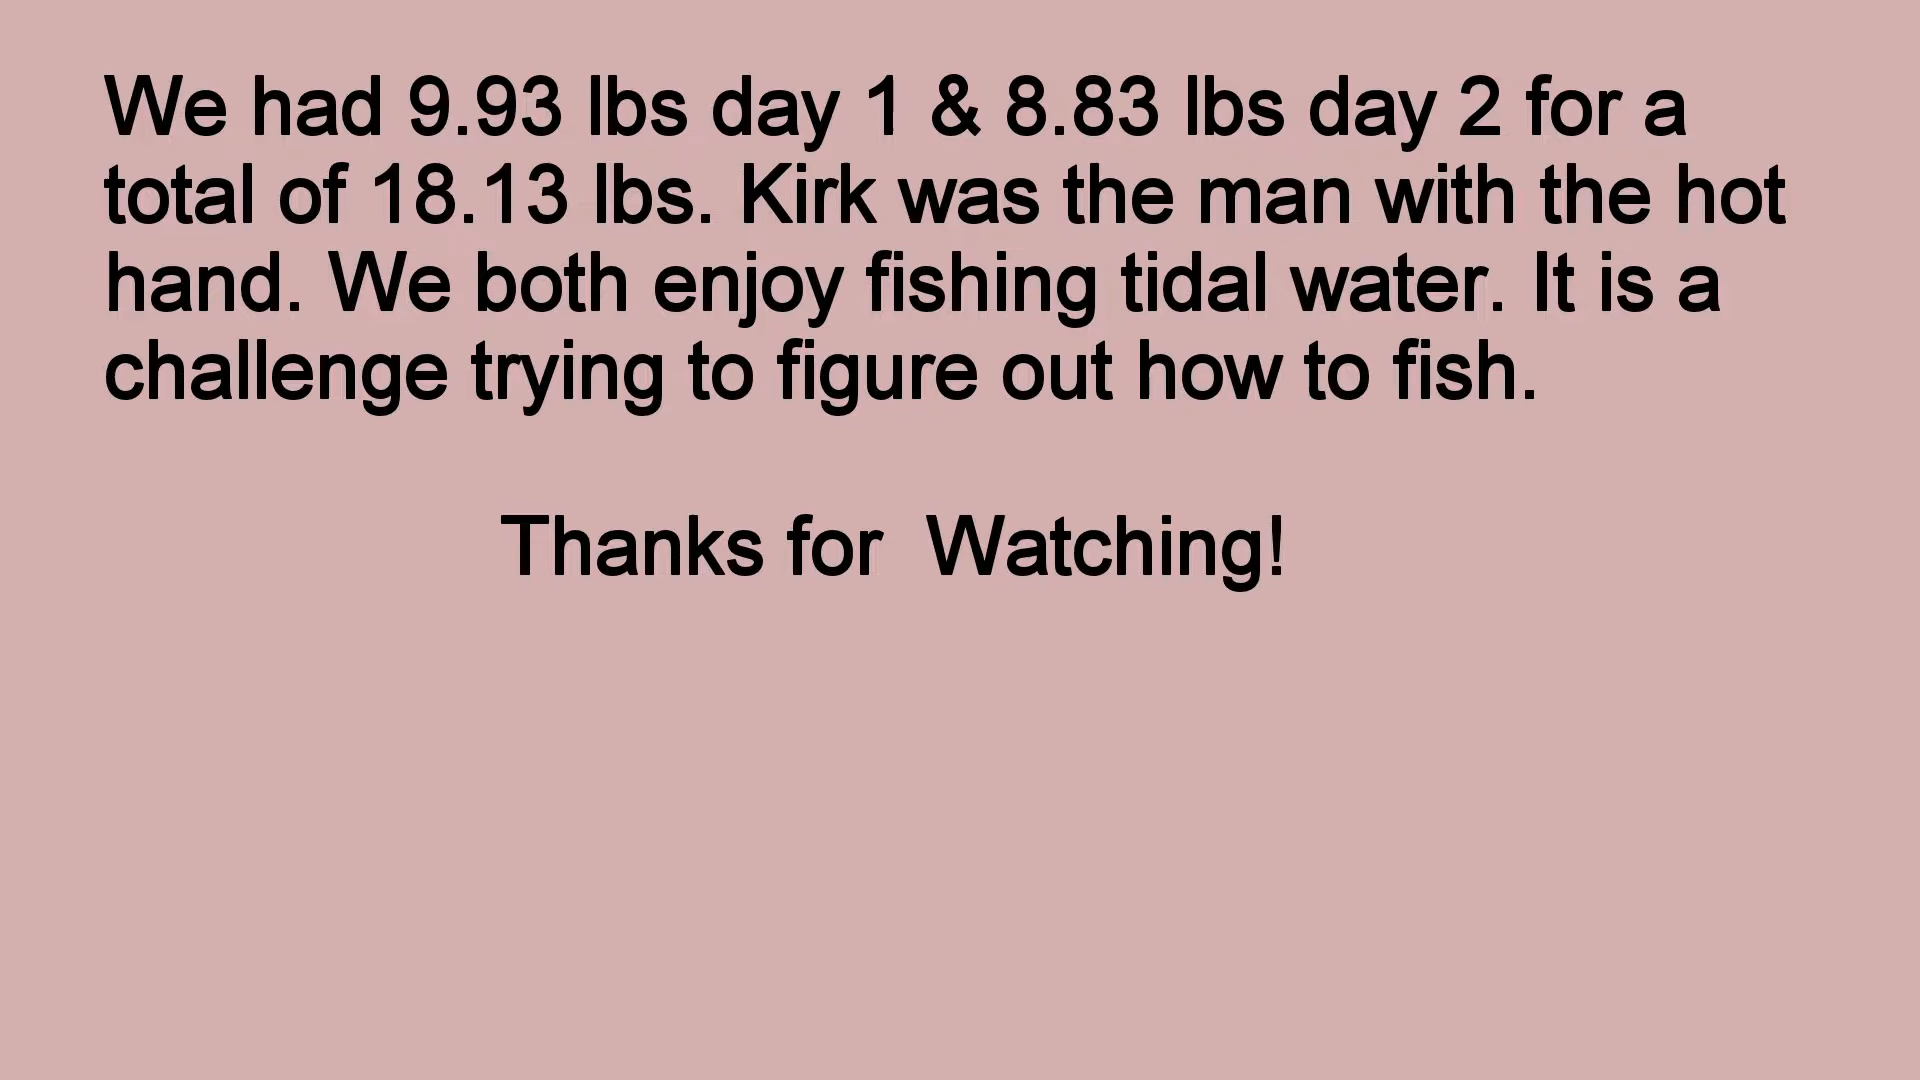 We had 9.93 lbs day 1 & 8.83 lbs day 2 for a
total of 18.13 lbs. Kirk was the man with the hot
hand. We both enjoy fishing tidal water. It is a
challenge trying to figure out how to fish.
Thanks for  Watching!